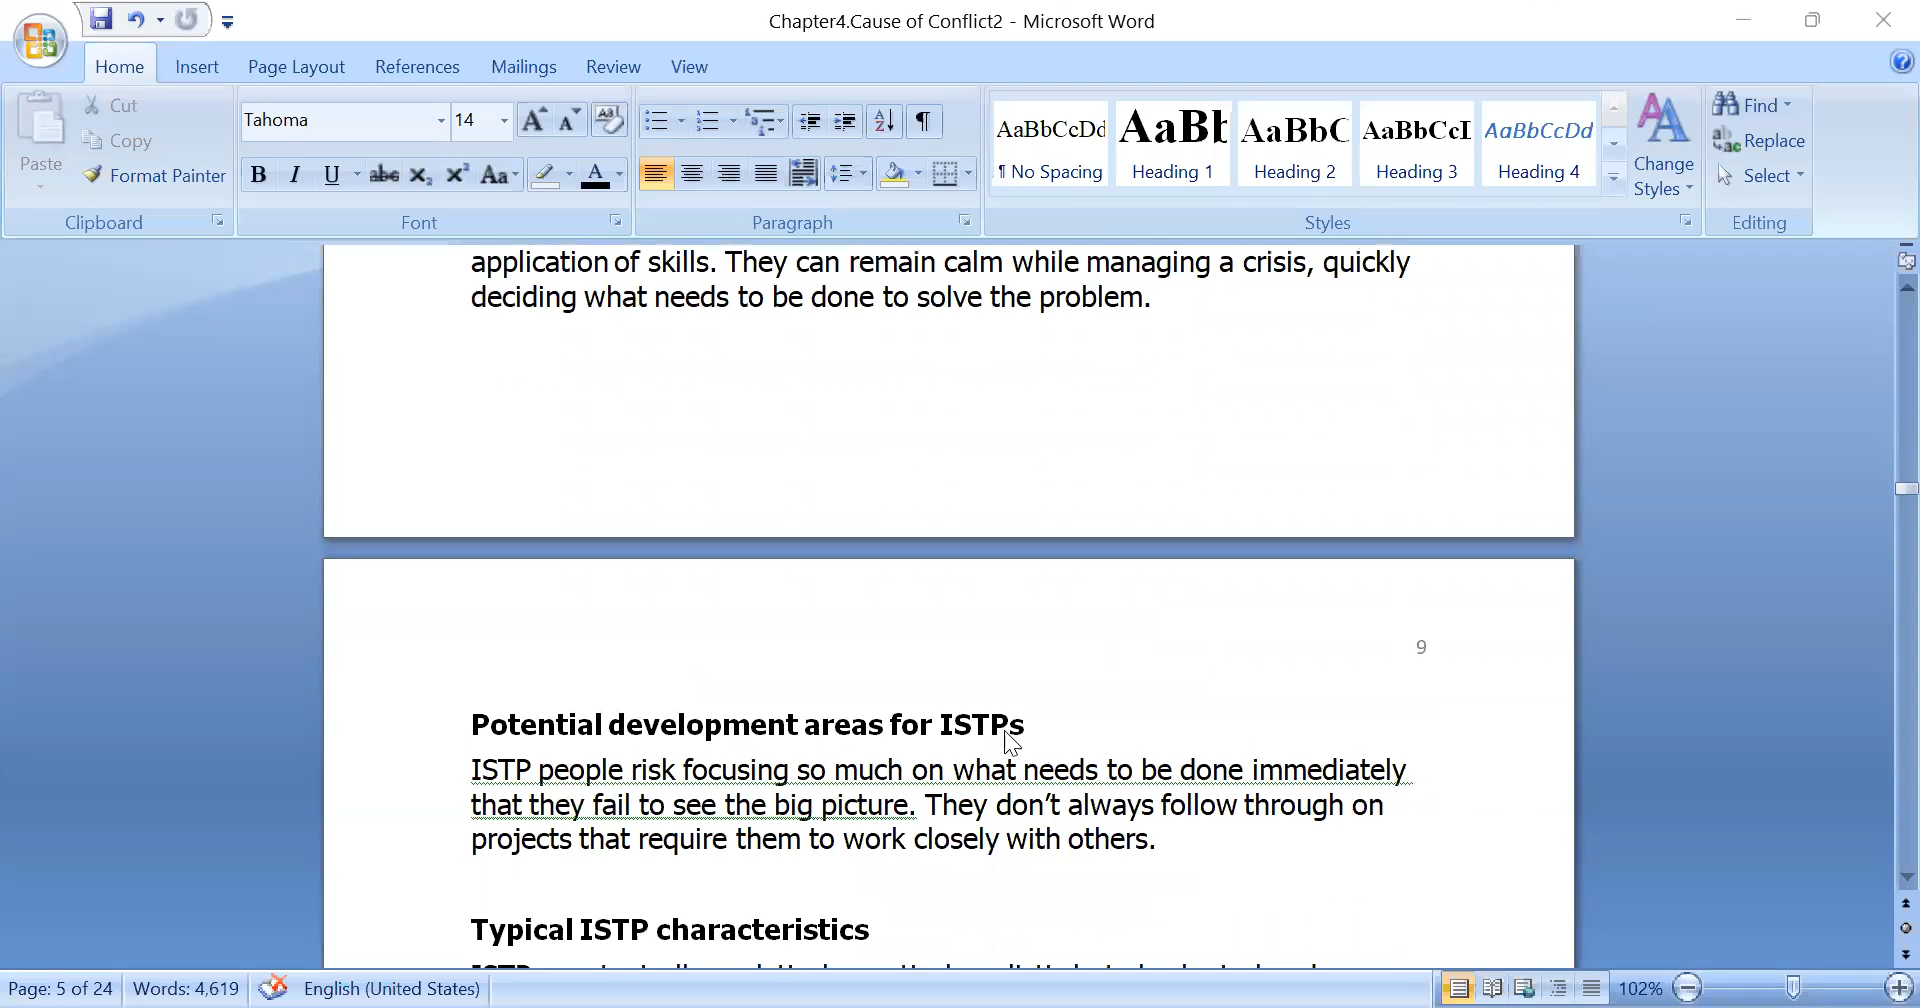 Chapter4.Cause of Conflict2 - Microsoft Word
Home Insert Page Layout References Mailings Review View
Paste
Cut
Copy
Format Painter
Clipboard
Tahoma 14
Font
Paragraph
AaBbCcDd AaBb AaBbC AaBbCcI AaBbCcDd
¶ No Spacing Heading 1 Heading 2 Heading 3 Heading 4
Change
Styles
Styles
Find
Replace
Select
Editing
application of skills. They can remain calm while managing a crisis, quickly
deciding what needs to be done to solve the problem.
9
Potential development areas for ISTPs
ISTP people risk focusing so much on what needs to be done immediately
that they fail to see the big picture. They don’t always follow through on
projects that require them to work closely with others.
Typical ISTP characteristics
Page: 5 of 24 Words: 4,619 English (United States) 102%